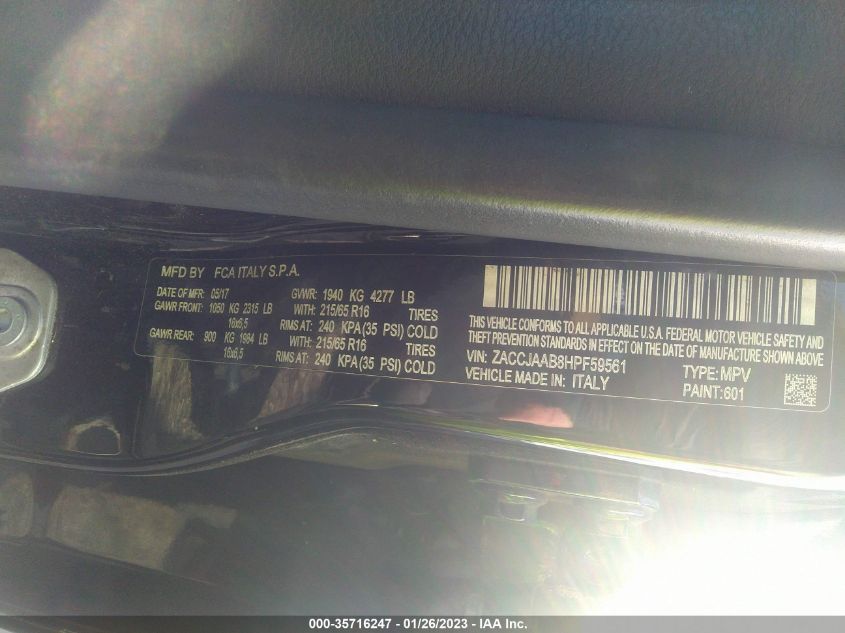 MFD BY FCA ITALY S.P.A.
DATE OF MFR: 05/17 GVWR: 1940 KG 4277 LB
GAWR FRONT: 1050 KG 2315 LB WITH: 215/65 R16 TIRES
16x6,5 RIMS AT: 240 KPA(35 PSI) COLD
GAWR REAR: 900 KG 1984 LB WITH: 215/65 R16 TIRES
16x6,5 RIMS AT: 240 KPA(35 PSI) COLD
THIS VEHICLE CONFORMS TO ALL APPLICABLE U.S.A. FEDERAL MOTOR VEHICLE SAFETY AND
THEFT PREVENTION STANDARDS IN EFFECT ON THE DATE OF MANUFACTURE SHOWN ABOVE
VIN: ZACCJAAB8HPF59561 TYPE: MPV
VEHICLE MADE IN: ITALY PAINT: 601
000-35716247 - 01/26/2023 - IAA Inc.